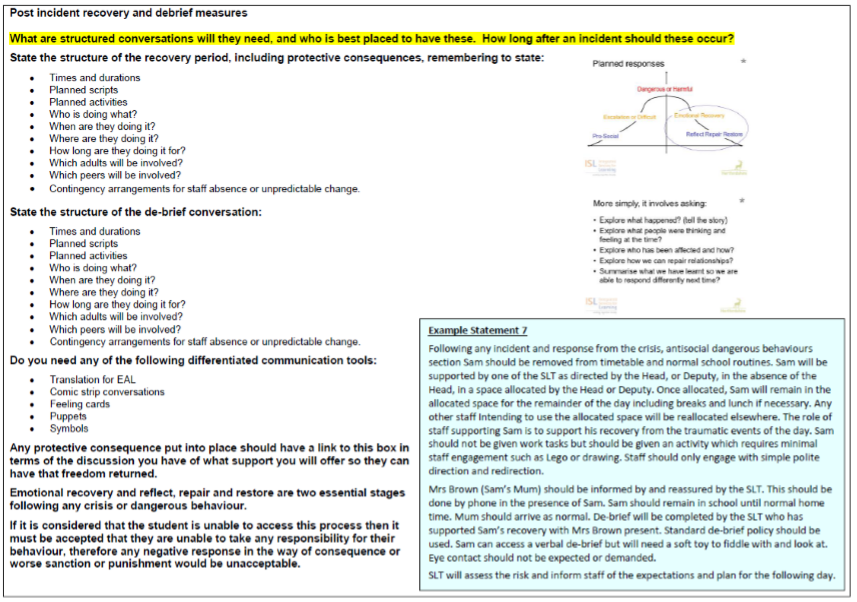 Post incident recovery and debrief measures
What are structured conversations will they need, and who is best placed to have these. How long after an incident should these occur?
State the structure of the recovery period, including protective consequences, remembering to state:
• Times and durations
• Planned scripts
• Planned activities
• Who is doing what?
• When are they doing it?
• Where are they doing it?
• How long are they doing it for?
• Which adults will be involved?
• Which peers will be involved?
• Contingency arrangements for staff absence or unpredictable change.
Planned responses *
Dangerous or Harmful
Escalation or Difficult
Emotional Recovery
Pro-Social
Reflect Repair Restore
ISL
State the structure of the de-brief conversation:
• Times and durations
• Planned scripts
• Planned activities
• Who is doing what?
• When are they doing it?
• Where are they doing it?
• How long are they doing it for?
• Which adults will be involved?
• Which peers will be involved?
• Contingency arrangements for staff absence or unpredictable change.
More simply, it involves asking: *
• Explore what happened? (tell the story)
• Explore what people were thinking and
feeling at the time?
• Explore who has been affected and how?
• Explore how we can repair relationships?
• Summarise what we have learnt so we are
able to respond differently next time?
ISL
Do you need any of the following differentiated communication tools:
• Translation for EAL
• Comic strip conversations
• Feeling cards
• Puppets
• Symbols
Any protective consequence put into place should have a link to this box in
terms of the discussion you have of what support you will offer so they can
have that freedom returned.
Emotional recovery and reflect, repair and restore are two essential stages
following any crisis or dangerous behaviour.
If it is considered that the student is unable to access this process then it
must be accepted that they are unable to take any responsibility for their
behaviour, therefore any negative response in the way of consequence or
worse sanction or punishment would be unacceptable.
Example Statement 7
Following any incident and response from the crisis, antisocial dangerous behaviours
section Sam should be removed from timetable and normal school routines. Sam will be
supported by one of the SLT as directed by the Head, or Deputy, in the absence of the
Head, in a space allocated by the Head or Deputy. Once allocated, Sam will remain in the
allocated space for the remainder of the day including breaks and lunch if necessary. Any
other staff Intending to use the allocated space will be reallocated elsewhere. The role of
staff supporting Sam is to support his recovery from the traumatic events of the day. Sam
should not be given work tasks but should be given an activity which requires minimal
staff engagement such as Lego or drawing. Staff should only engage with simple polite
direction and redirection.
Mrs Brown (Sam's Mum) should be informed by and reassured by the SLT. This should be
done by phone in the presence of Sam. Sam should remain in school until normal home
time. Mum should arrive as normal. De-brief will be completed by the SLT who has
supported Sam's recovery with Mrs Brown present. Standard de-brief policy should be
used. Sam can access a verbal de-brief but will need a soft toy to fiddle with and look at.
Eye contact should not be expected or demanded.
SLT will assess the risk and inform staff of the expectations and plan for the following day.